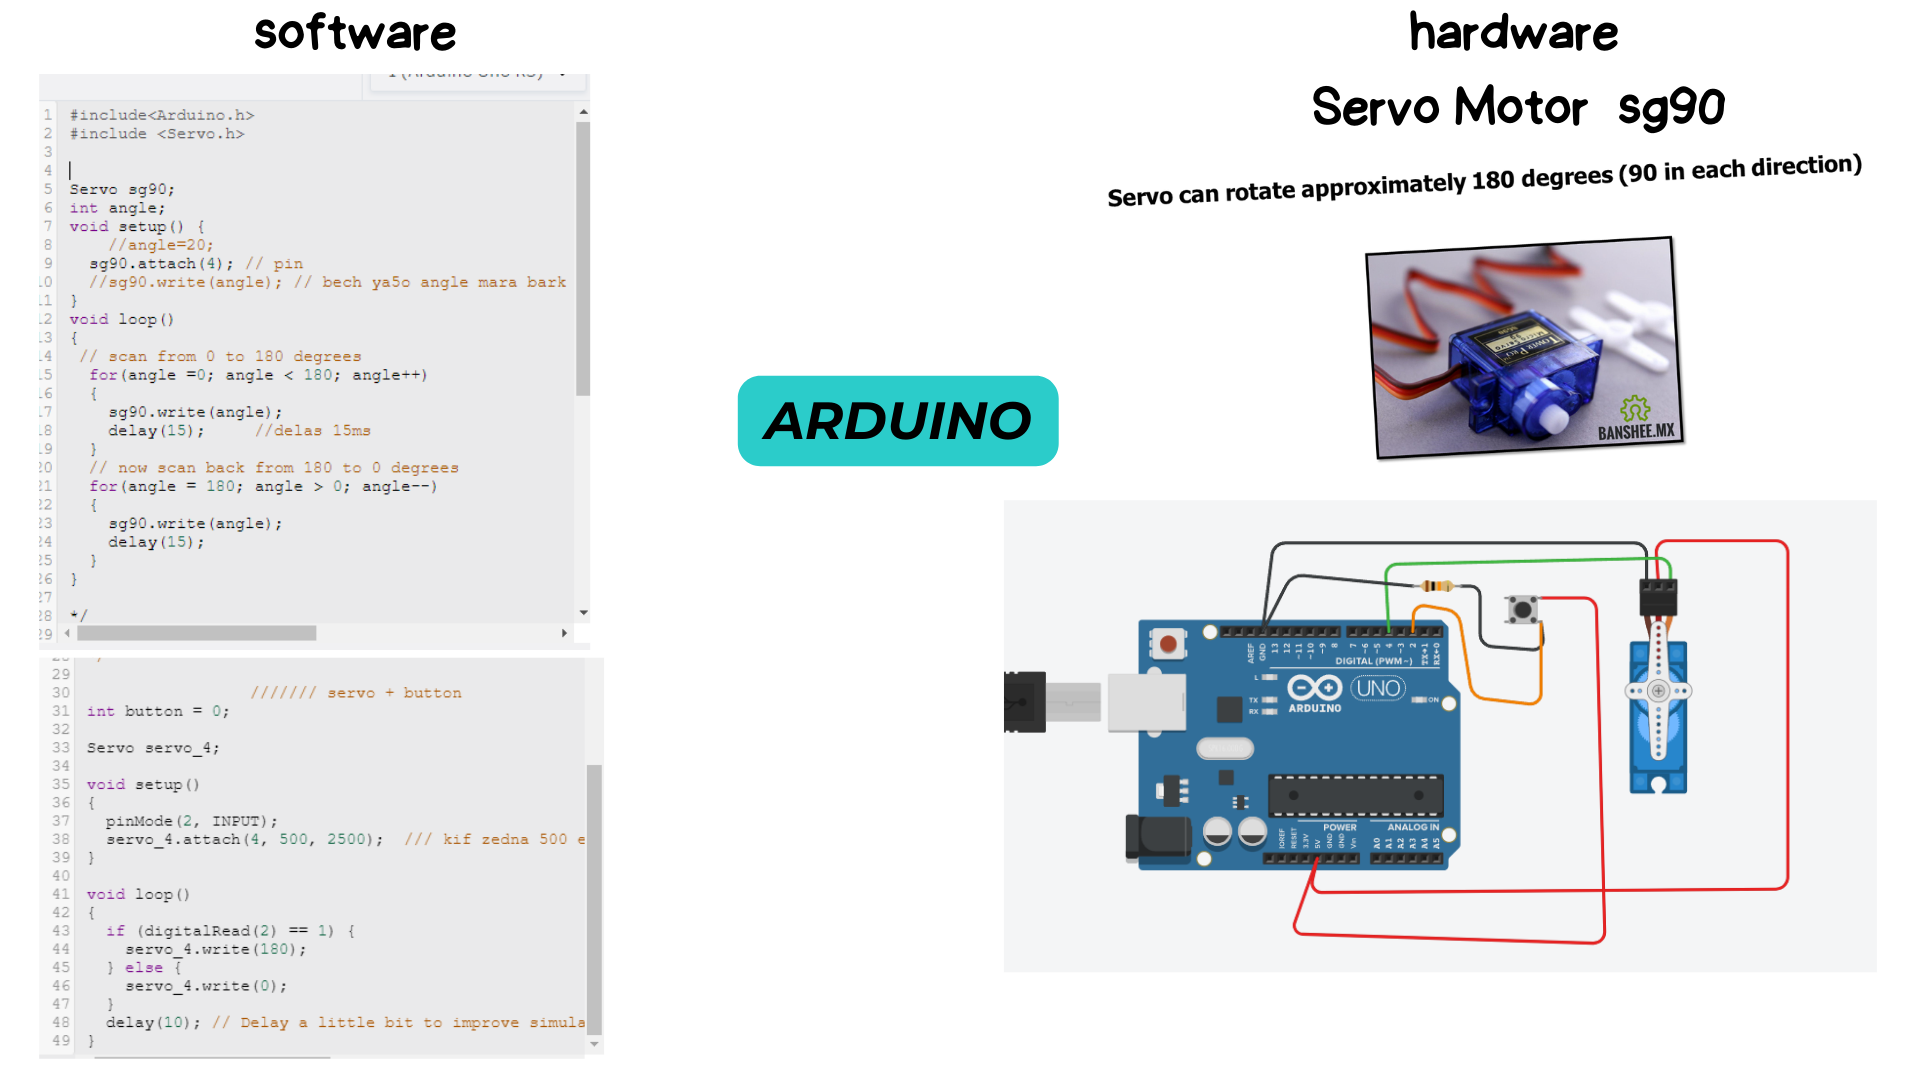 software
hardware
Servo Motor sg90
Servo can rotate approximately 180 degrees (90 in each direction)
1 #include<Arduino.h>
2 #include <Servo.h>
3
4
5 Servo sg90;
6 int angle;
7 void setup() {
8 //angle=20;
9 sg90.attach(4); // pin
10 //sg90.write(angle); // bech ya5o angle mara bark
11 }
12 void loop()
13 {
14 // scan from 0 to 180 degrees
15 for(angle =0; angle < 180; angle++)
16 {
17 sg90.write(angle);
18 delay(15); //delas 15ms
19 }
20 // now scan back from 180 to 0 degrees
21 for(angle = 180; angle > 0; angle--)
22 {
23 sg90.write(angle);
24 delay(15);
25 }
26 }
27
28 */
29
29
30 /////// servo + button
31 int button = 0;
32
33 Servo servo_4;
34
35 void setup()
36 {
37 pinMode(2, INPUT);
38 servo_4.attach(4, 500, 2500); /// kif zedna 500 e
39 }
40
41 void loop()
42 {
43 if (digitalRead(2) == 1) {
44 servo_4.write(180);
45 } else {
46 servo_4.write(0);
47 }
48 delay(10); // Delay a little bit to improve simula
49 }
ARDUINO
BANSHEE.MX
AREF GND 13 12 ~11 ~10 ~9 8 7 ~6 ~5 4 ~3 2 TX→1 RX←0
DIGITAL (PWM~)
L
TX
RX
UNO
ARDUINO
ON
POWER
ANALOG IN
IOREF RESET 3.3V 5V GND GND Vin A0 A1 A2 A3 A4 A5